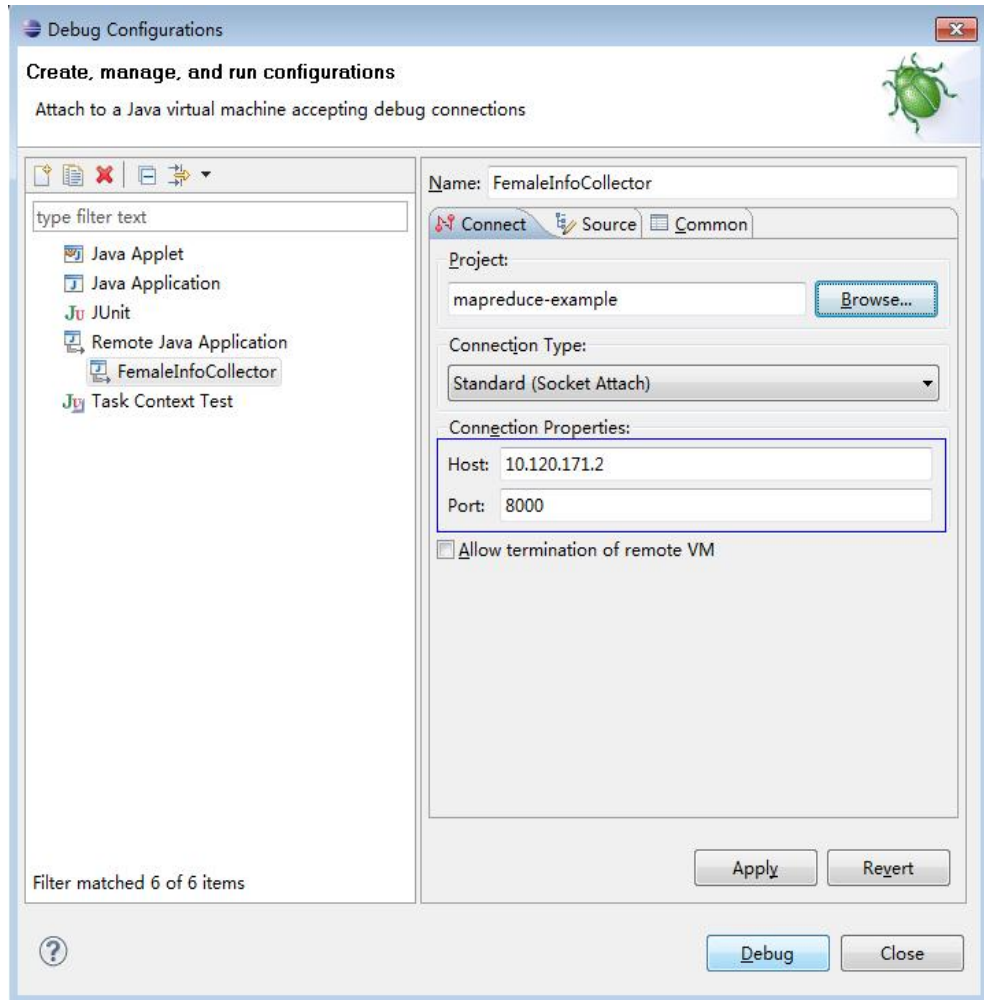 Debug Configurations
Create, manage, and run configurations
Attach to a Java virtual machine accepting debug connections
type filter text
Java Applet
Java Application
Ju JUnit
Remote Java Application
FemaleInfoCollector
Ju Task Context Test
Filter matched 6 of 6 items
Name: FemaleInfoCollector
Connect Source Common
Project:
mapreduce-example Browse...
Connection Type:
Standard (Socket Attach)
Connection Properties:
Host: 10.120.171.2
Port: 8000
Allow termination of remote VM
Apply Revert
? Debug Close